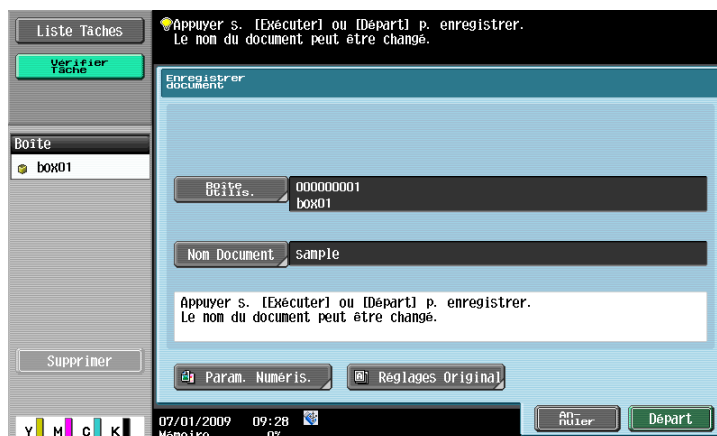 Liste Tâches
Vérifier
Tâche
Appuyer s. [Exécuter] ou [Départ] p. enregistrer.
Le nom du document peut être changé.
Enregistrer
document
Boîte
box01
Boîte
Utilis.
000000001
box01
Nom Document
sample
Appuyer s. [Exécuter] ou [Départ] p. enregistrer.
Le nom du document peut être changé.
Supprimer
Param. Numéris.
Réglages Original
An-
nuler
Départ
07/01/2009 09:28
Mémoire 0%
Y M C K